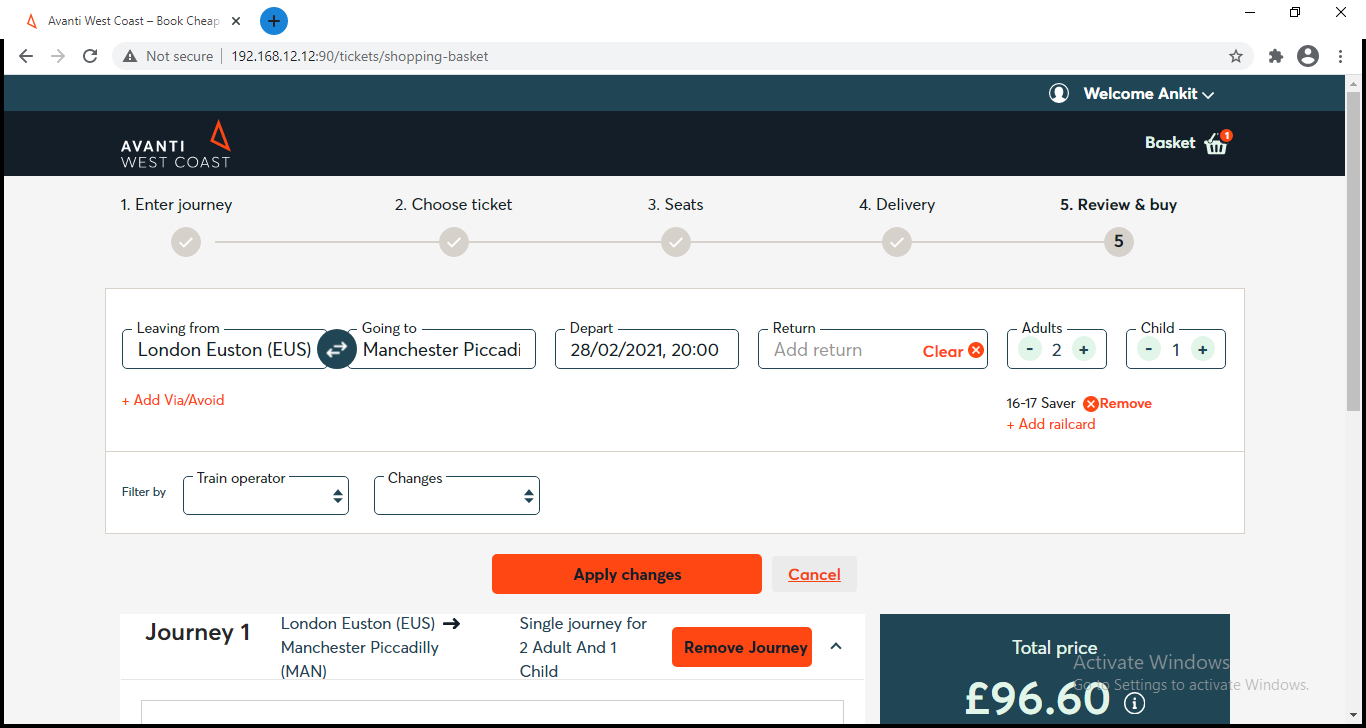 Avanti West Coast – Book Cheap
Not secure 192.168.12.12:90/tickets/shopping-basket
Welcome Ankit
AVANTI
WEST COAST
Basket 1
1. Enter journey 2. Choose ticket 3. Seats 4. Delivery 5. Review & buy
5
Leaving from Going to Depart Return Adults Child
London Euston (EUS) Manchester Piccadi 28/02/2021, 20:00 Add return Clear - 2 + - 1 +
+ Add Via/Avoid
16-17 Saver Remove
+ Add railcard
Train operator Changes
Filter by
Apply changes Cancel
Journey 1
London Euston (EUS)
Manchester Piccadilly
(MAN)
Single journey for
2 Adult And 1
Child
Remove Journey
Total price
£96.60
Activate Windows
Go to Settings to activate Windows.